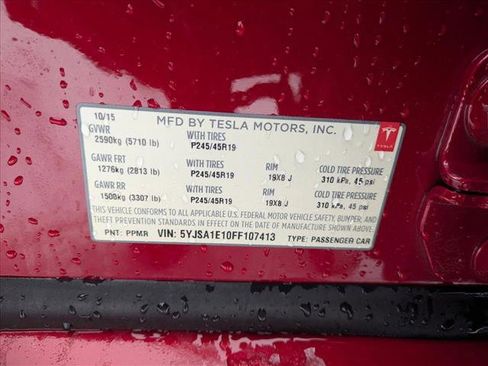 10/15 MFD BY TESLA MOTORS, INC.
GVWR
2590kg (5710 lb) WITH TIRES P245/45R19
TESLA
GAWR FRT
1276kg (2813 lb) WITH TIRES P245/45R19 RIM 19X8 J COLD TIRE PRESSURE 310 kPa, 45 psi
GAWR RR
1500kg (3307 lb) WITH TIRES P245/45R19 RIM 19X8 J COLD TIRE PRESSURE 310 kPa, 45 psi
THIS VEHICLE CONFORMS TO ALL APPLICABLE U.S. FEDERAL MOTOR VEHICLE SAFETY, BUMPER, AND
THEFT PREVENTION STANDARDS IN EFFECT ON THE DATE OF MANUFACTURE SHOWN ABOVE.
PNT: PPMR VIN: 5YJSA1E10FF107413 TYPE: PASSENGER CAR